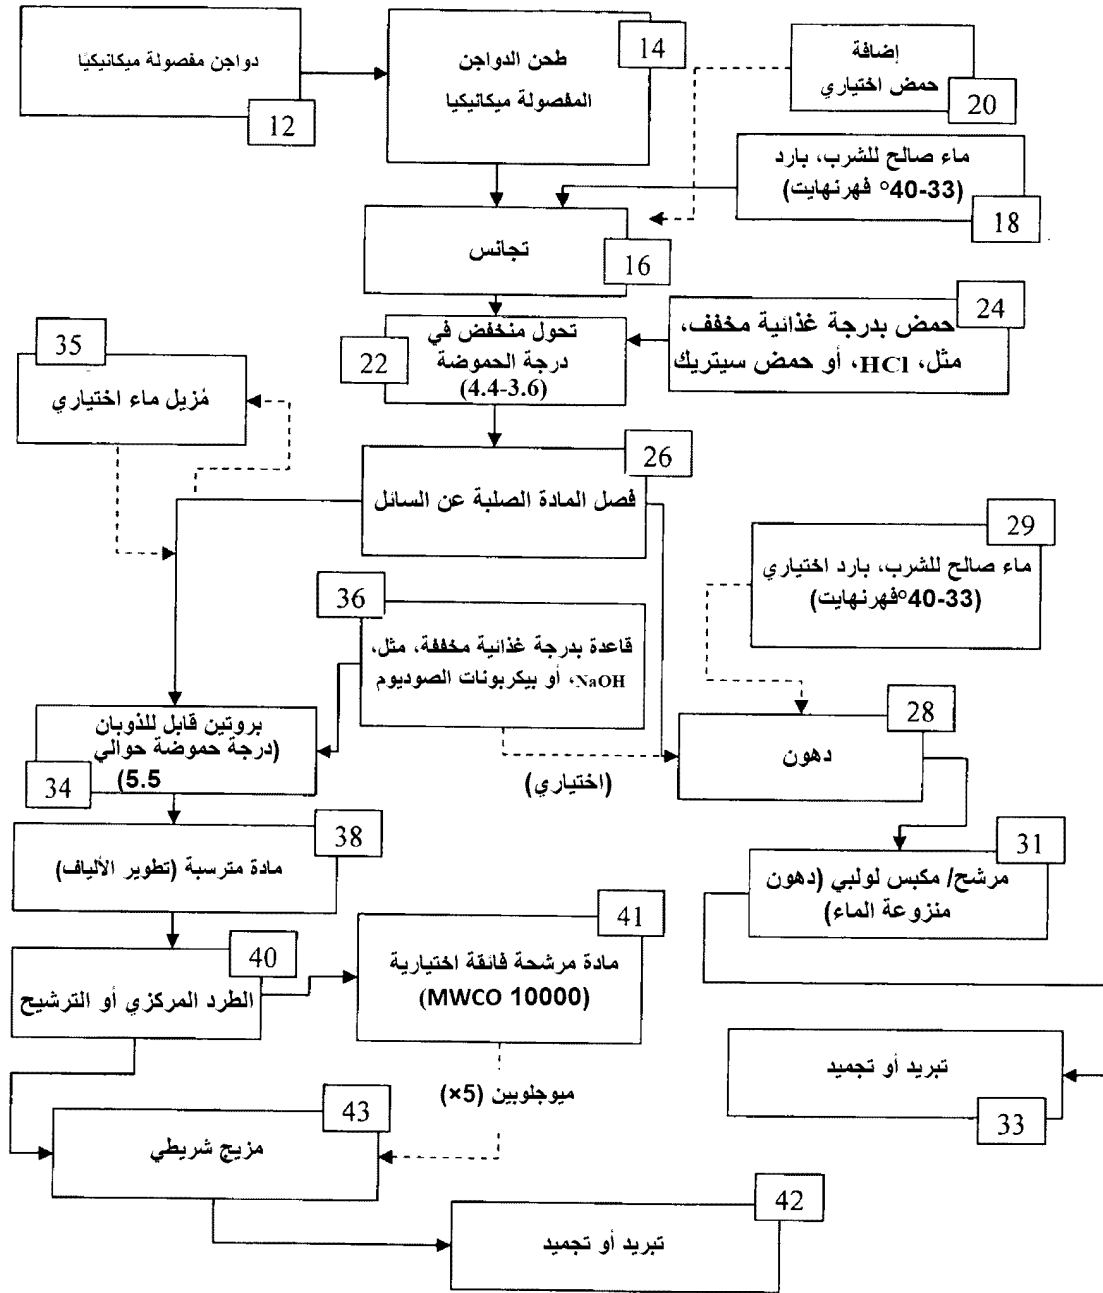 دواجن مفصولة ميكانيكيًا
12
طحن الدواجن
المفصولة ميكانيكيا
14
إضافة
حمض اختياري
20
ماء صالح للشرب، بارد
(33-40° فهرنهايت)
18
تجانس
16
تحول منخفض في
درجة الحموضة
(3.6-4.4)
22
حمض بدرجة غذائية مخفف،
مثل، HCl، أو حمض سيتريك
24
35
مُزيل ماء اختياري
فصل المادة الصلبة عن السائل
26
29
ماء صالح للشرب، بارد اختياري
(33-40°فهرنهايت)
36
قاعدة بدرجة غذائية مخففة، مثل،
NaOH، أو بيكربونات الصوديوم
(اختياري)
28
دهون
بروتين قابل للذوبان
(درجة حموضة حوالي
5.5)
34
38
مادة مترسبة (تطوير الألياف)
31
مرشح/ مكبس لولبي (دهون
منزوعة الماء)
40
الطرد المركزي أو الترشيح
41
مادة مرشحة فائقة اختيارية
(MWCO 10000)
ميوجلوبين (5×)
تبريد أو تجميد
33
43
مزيج شريطي
42
تبريد أو تجميد